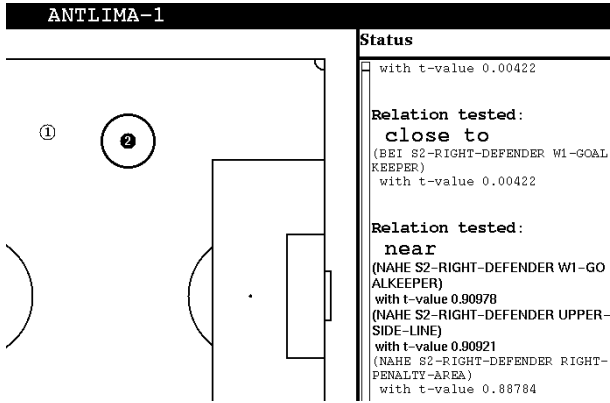 ANTLIMA-1
Status
with t-value 0.00422
Relation tested:
close to
(BEI S2-RIGHT-DEFENDER W1-GOAL
KEEPER)
with t-value 0.00422
Relation tested:
near
(NAHE S2-RIGHT-DEFENDER W1-GO
ALKEEPER)
with t-value 0.90978
(NAHE S2-RIGHT-DEFENDER UPPER-
SIDE-LINE)
with t-value 0.90921
(NAHE S2-RIGHT-DEFENDER RIGHT-
PENALTY-AREA)
with t-value 0.88784
1
2